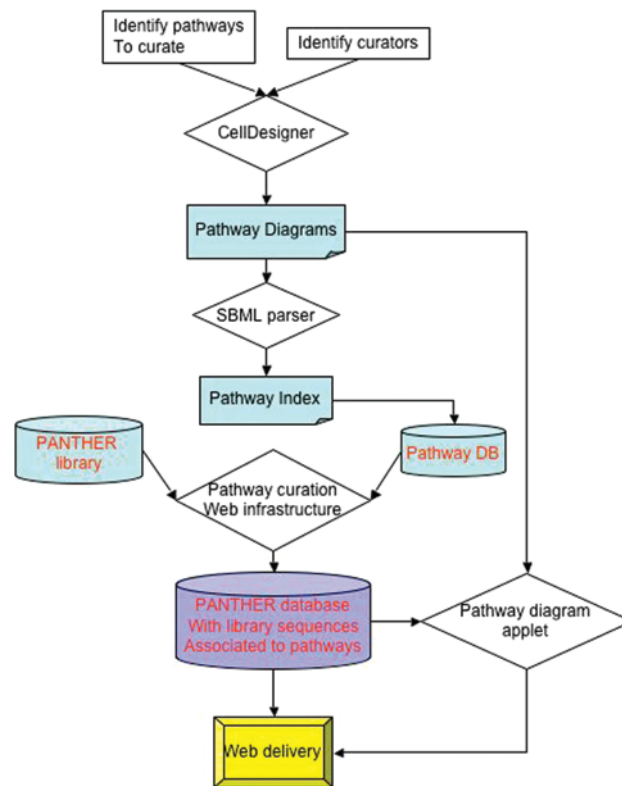 Identify pathways
To curate
Identify curators
CellDesigner
Pathway Diagrams
SBML parser
Pathway Index
PANTHER
library
Pathway DB
Pathway curation
Web infrastructure
PANTHER database
With library sequences
Associated to pathways
Pathway diagram
applet
Web delivery